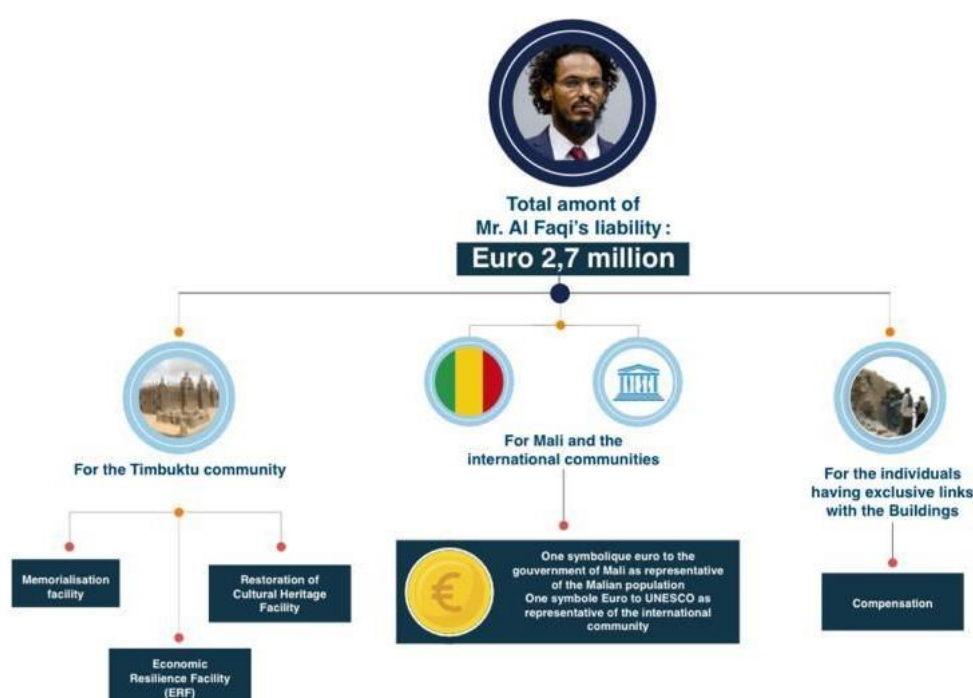 Total amont of
Mr. Al Faqi's liability :
Euro 2,7 million
For the Timbuktu community
Memorialisation
facility
Economic
Resilience Facility
(ERF)
Restoration of
Cultural Heritage
Facility
For Mali and the
international communities
€
One symbolique euro to the
gouvernment of Mali as representative
of the Malian population
One symbole Euro to UNESCO as
representative of the international
community
For the individuals
having exclusive links
with the Buildings
Compensation